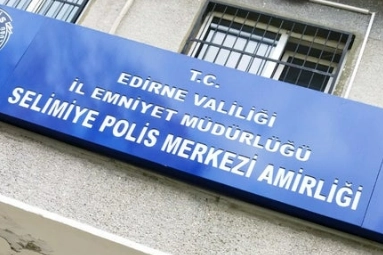 T.C.
EDİRNE VALİLİĞİ
İL EMNİYET MÜDÜRLÜĞÜ
SELİMİYE POLİS MERKEZİ AMİRLİĞİ